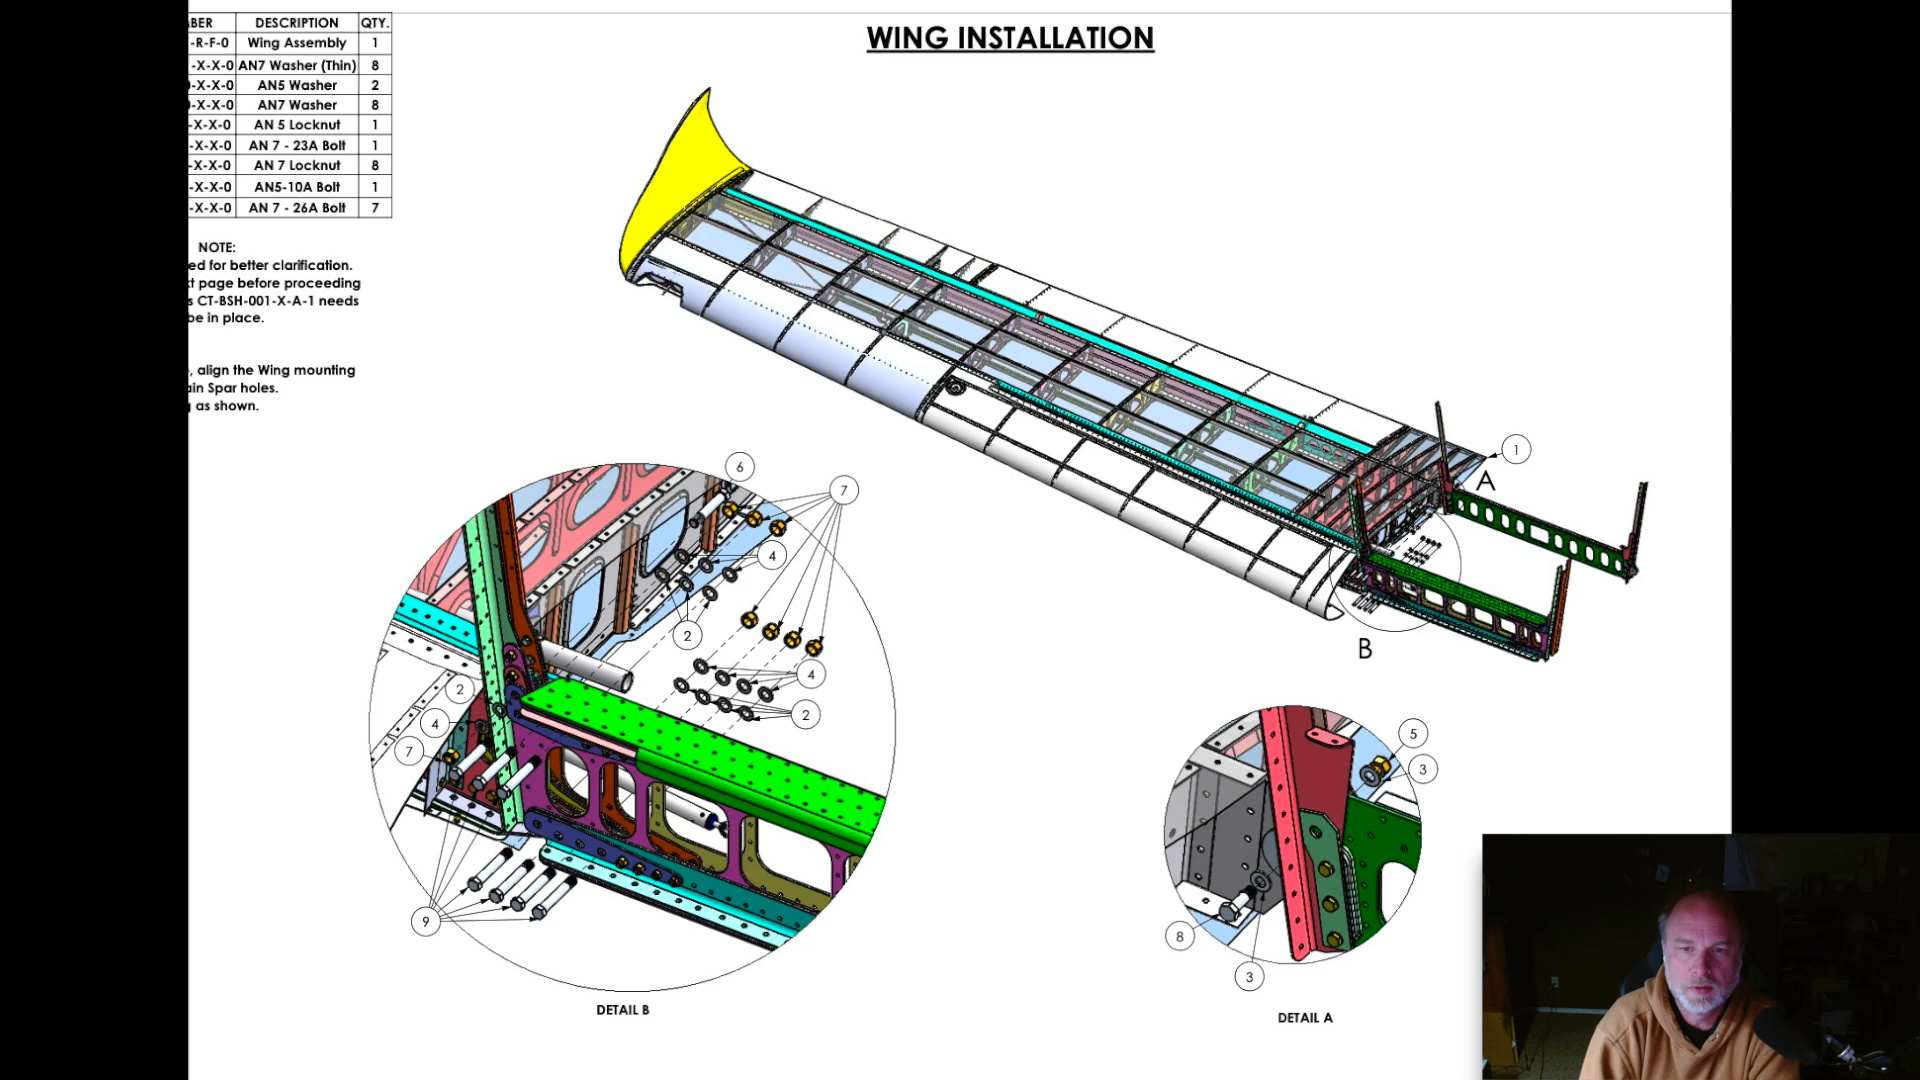 WING INSTALLATION
DESCRIPTION QTY.
-R-F-0 Wing Assembly 1
-X-X-0 AN7 Washer (Thin) 8
-X-X-0 AN5 Washer 2
-X-X-0 AN7 Washer 8
-X-X-0 AN 5 Locknut 1
-X-X-0 AN 7 - 23A Bolt 1
-X-X-0 AN 7 Locknut 8
-X-X-0 AN5-10A Bolt 1
-X-X-0 AN 7 - 26A Bolt 7
NOTE:
ed for better clarification.
page before proceeding
CT-BSH-001-X-A-1 needs
be in place.
, align the Wing mounting
Spar holes.
as shown.
1
A
B
6
7
4
2
4
2
2
4
7
9
DETAIL B
5
3
8
3
DETAIL A